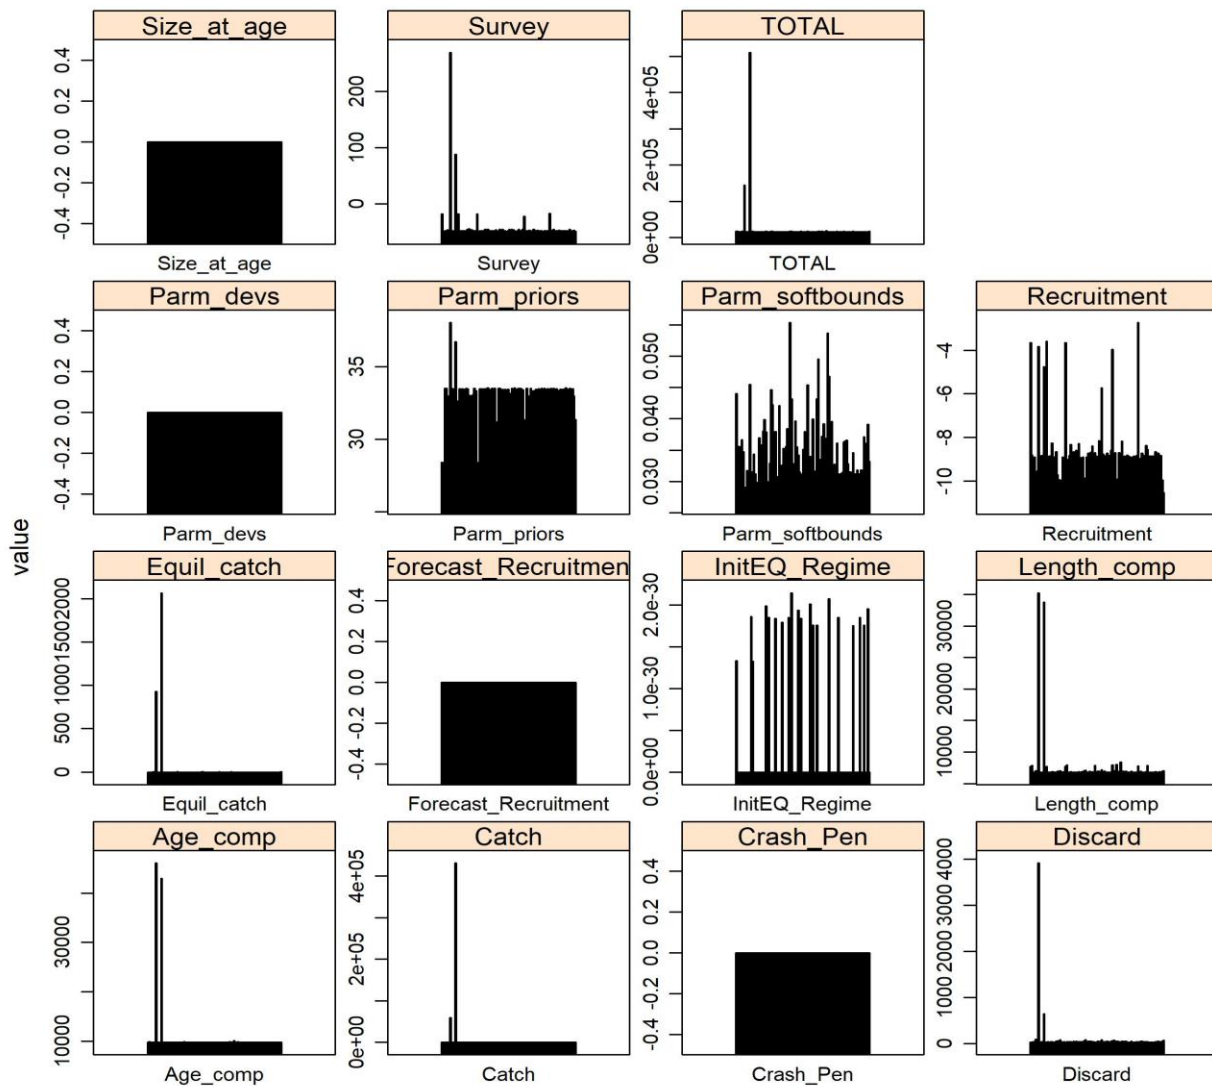 value
Size_at_age
-0.4 -0.2 0.0 0.2 0.4
Size_at_age
Survey
0 100 200
Survey
TOTAL
0e+00 2e+05 4e+05
TOTAL
Parm_devs
-0.4 -0.2 0.0 0.2 0.4
Parm_devs
Parm_priors
30 35
Parm_priors
Parm_softbounds
0.030 0.040 0.050
Parm_softbounds
Recruitment
-10 -8 -6 -4
Recruitment
Equil_catch
0 500 1000 1500 2000
Equil_catch
Forecast_Recruitmen
-0.4 -0.2 0.0 0.2 0.4
Forecast_Recruitment
InitEQ_Regime
0.0e+00 1.0e-30 2.0e-30
InitEQ_Regime
Length_comp
10000 20000 30000
Length_comp
Age_comp
10000 30000
Age_comp
Catch
0e+00 2e+05 4e+05
Catch
Crash_Pen
-0.4 -0.2 0.0 0.2 0.4
Crash_Pen
Discard
0 1000 2000 3000 4000
Discard